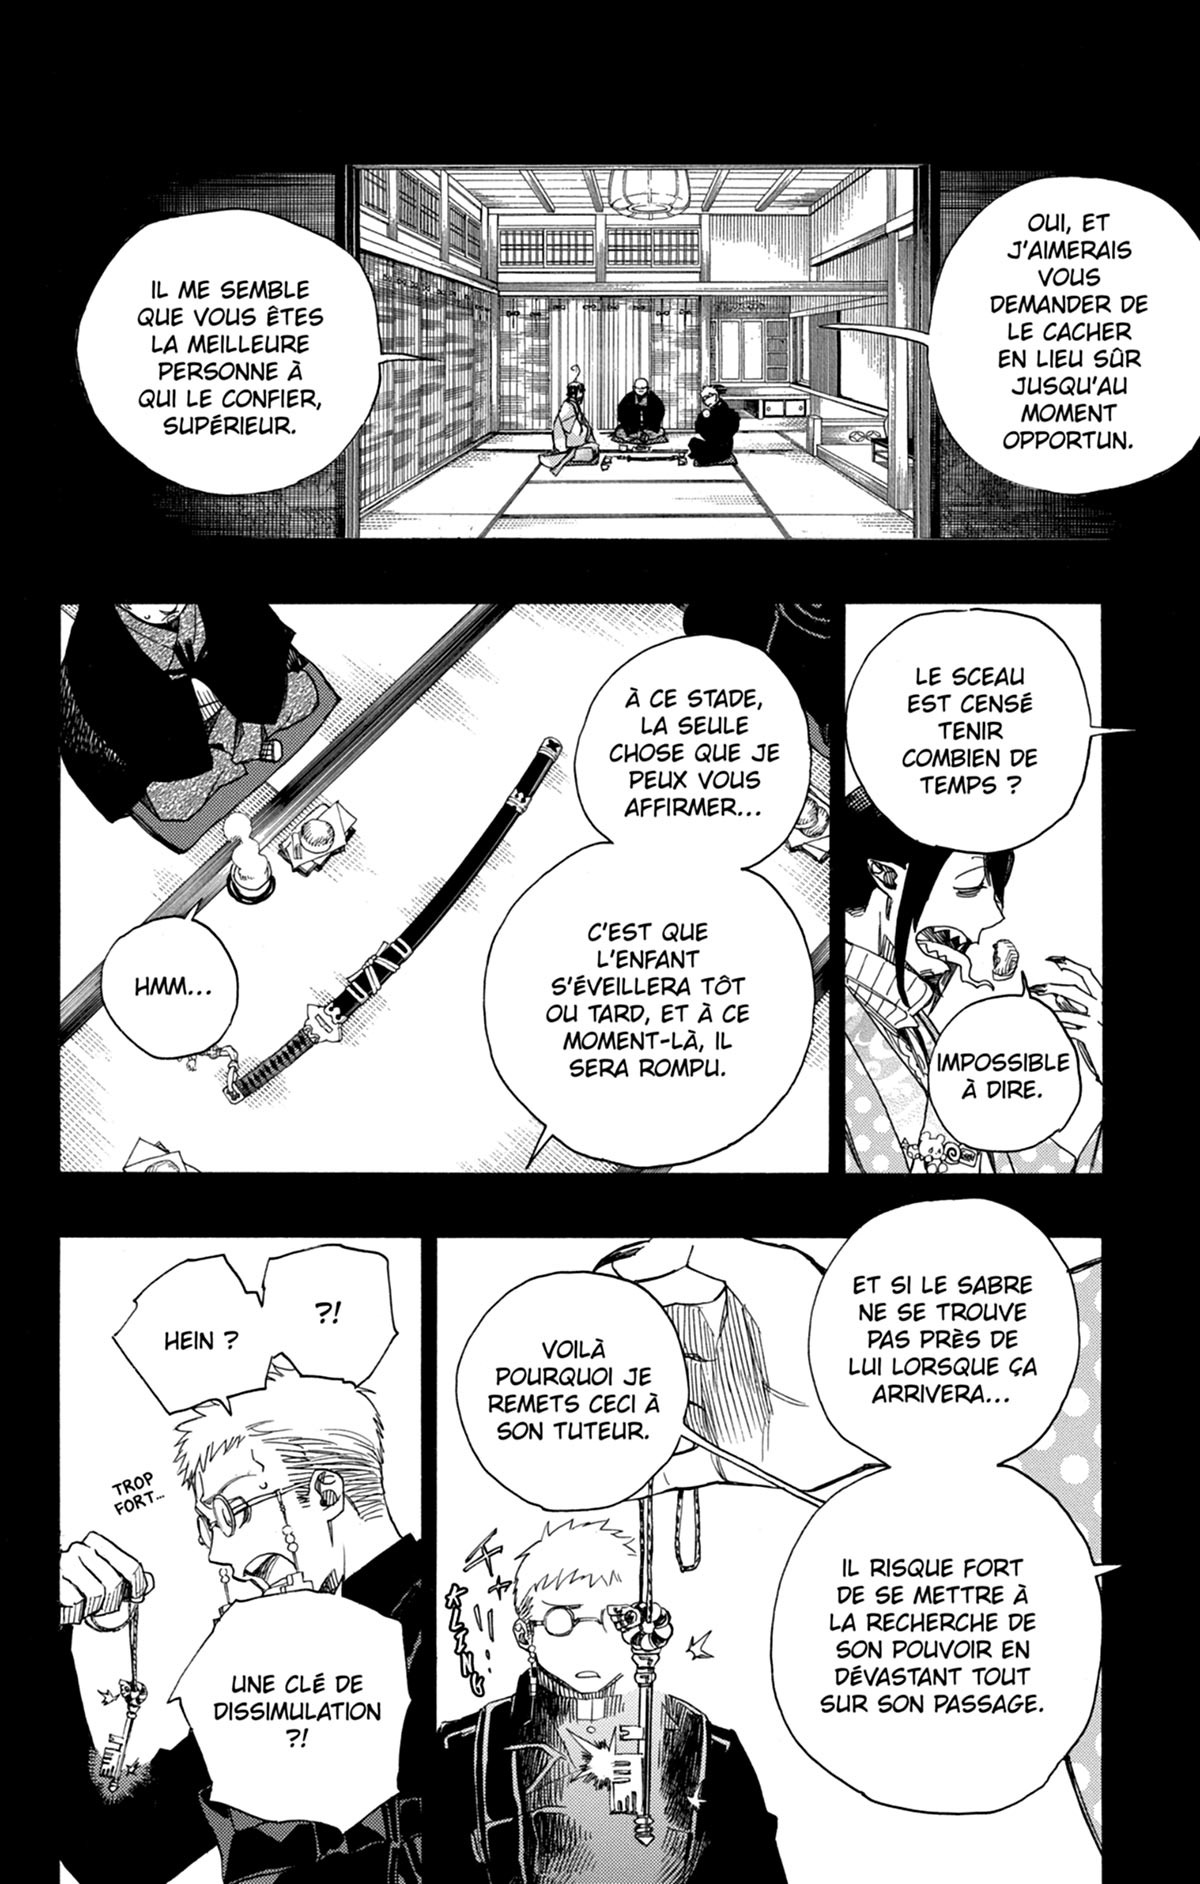 OUI, ET
J'AIMERAIS
VOUS
DEMANDER DE
LE CACHER
EN LIEU SÛR
JUSQU'AU
MOMENT
OPPORTUN.
IL ME SEMBLE
QUE VOUS ÊTES
LA MEILLEURE
PERSONNE À
QUI LE CONFIER,
SUPÉRIEUR.
LE SCEAU
EST CENSÉ
TENIR
COMBIEN DE
TEMPS ?
IMPOSSIBLE
À DIRE.
À CE STADE,
LA SEULE
CHOSE QUE JE
PEUX VOUS
AFFIRMER...
C'EST QUE
L'ENFANT
S'ÉVEILLERA TÔT
OU TARD, ET À CE
MOMENT-LÀ, IL
SERA ROMPU.
HMM...
ET SI LE SABRE
NE SE TROUVE
PAS PRÈS DE
LUI LORSQUE ÇA
ARRIVERA...
IL RISQUE FORT
DE SE METTRE À
LA RECHERCHE DE
SON POUVOIR EN
DÉVASTANT TOUT
SUR SON PASSAGE.
VOILÀ
POURQUOI JE
REMETS CECI À
SON TUTEUR.
KLING
?!
HEIN ?
TROP
FORT...
UNE CLÉ DE
DISSIMULATION
?!